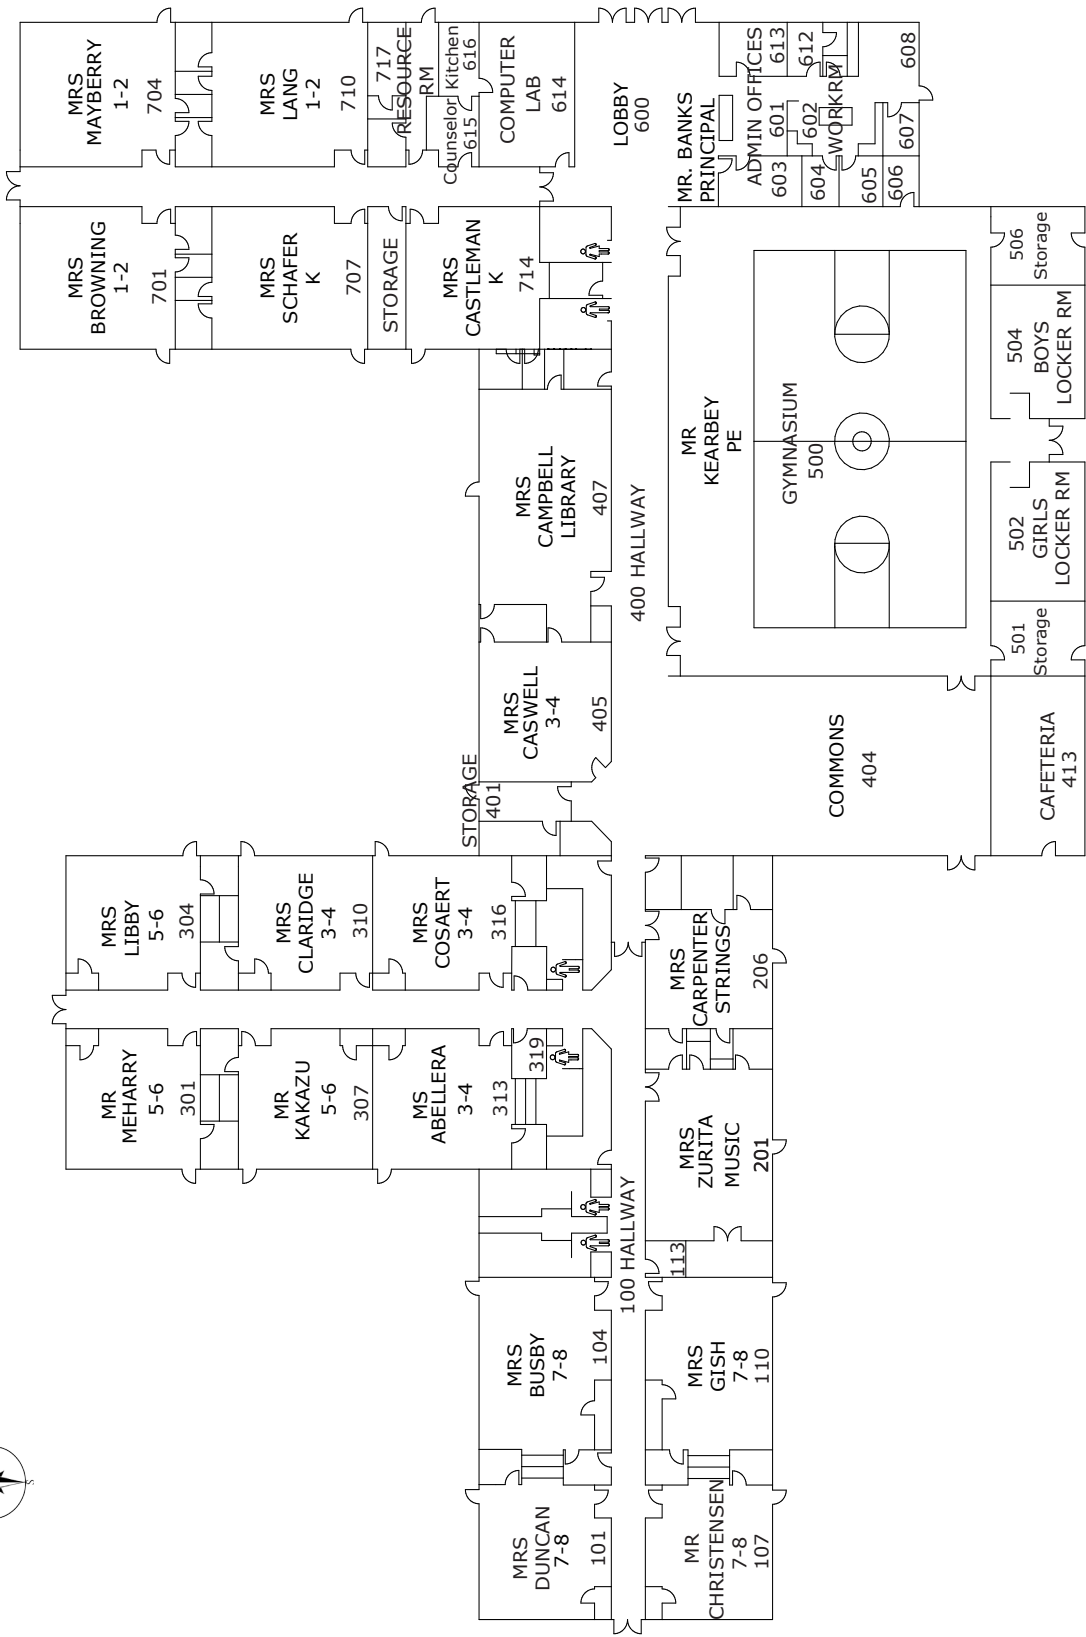 MRS
MAYBERRY
1-2
704
MRS
LANG
1-2
710
717
RESOURCE
RM
Counselor
615
Kitchen
616
COMPUTER
LAB
614
LOBBY
600
MR. BANKS
PRINCIPAL
ADMIN OFFICES
601
613
612
602
WORKRM
603
604
605
606
607
608
MRS
BROWNING
1-2
701
MRS
SCHAFER
K
707
STORAGE
MRS
CASTLEMAN
K
714
MRS
CAMPBELL
LIBRARY
407
400 HALLWAY
MR
KEARBEY
PE
GYMNASIUM
500
506
Storage
504
BOYS
LOCKER RM
502
GIRLS
LOCKER RM
501
Storage
MRS
CASWELL
3-4
405
STORAGE
401
COMMONS
404
CAFETERIA
413
MRS
LIBBY
5-6
304
MRS
CLARIDGE
3-4
310
MRS
COSAERT
3-4
316
MRS
CARPENTER
STRINGS
206
MR
MEHARRY
5-6
301
MR
KAKAZU
5-6
307
MS
ABELLERA
3-4
313
319
MRS
ZURITA
MUSIC
201
100 HALLWAY
113
MRS
BUSBY
7-8
104
MRS
GISH
7-8
110
MRS
DUNCAN
7-8
101
MR
CHRISTENSEN
7-8
107
S